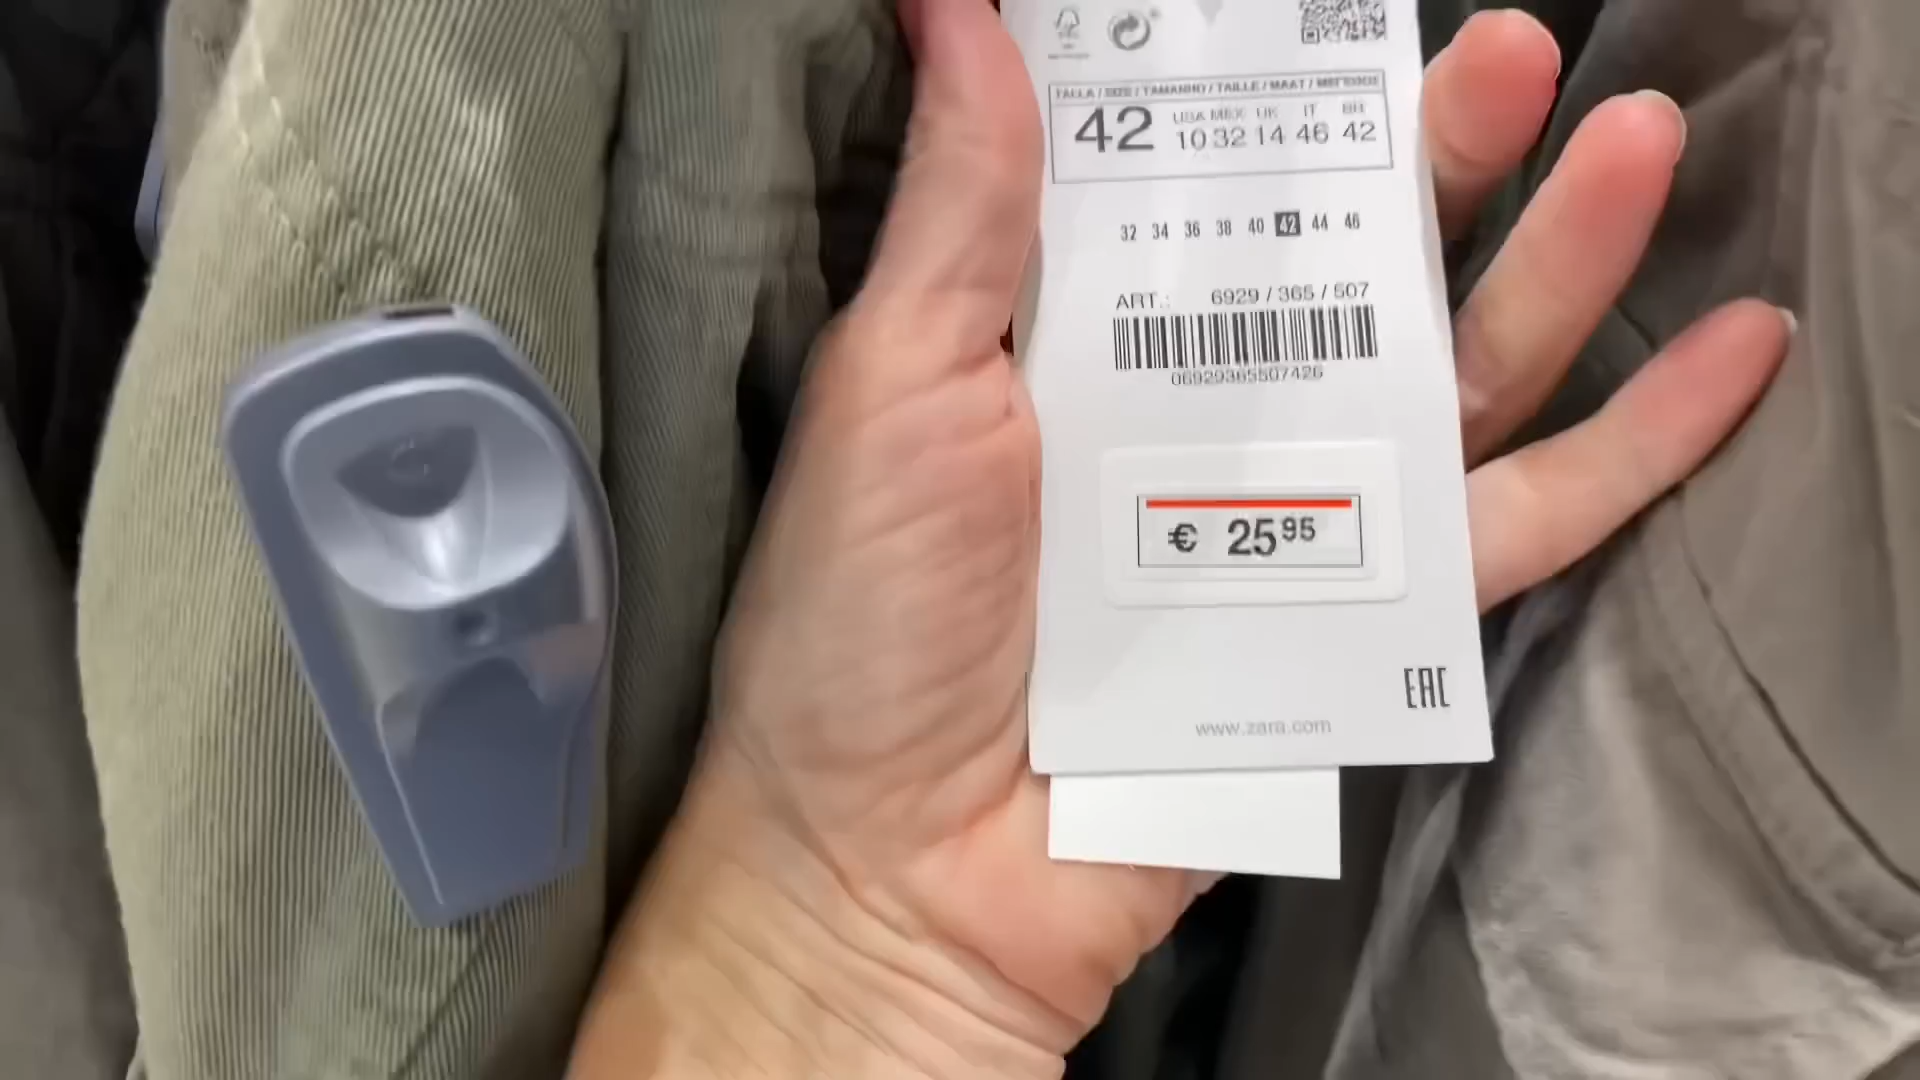 TALLA / SIZE / TAMANHO / TAILLE / MAAT /
42
USA MEX UK IT BR
10 32 14 46 42
32 34 36 38 40 42 44 46
ART.: 6929 / 365 / 507
06929365507426
€ 25 95
EAC
www.zara.com